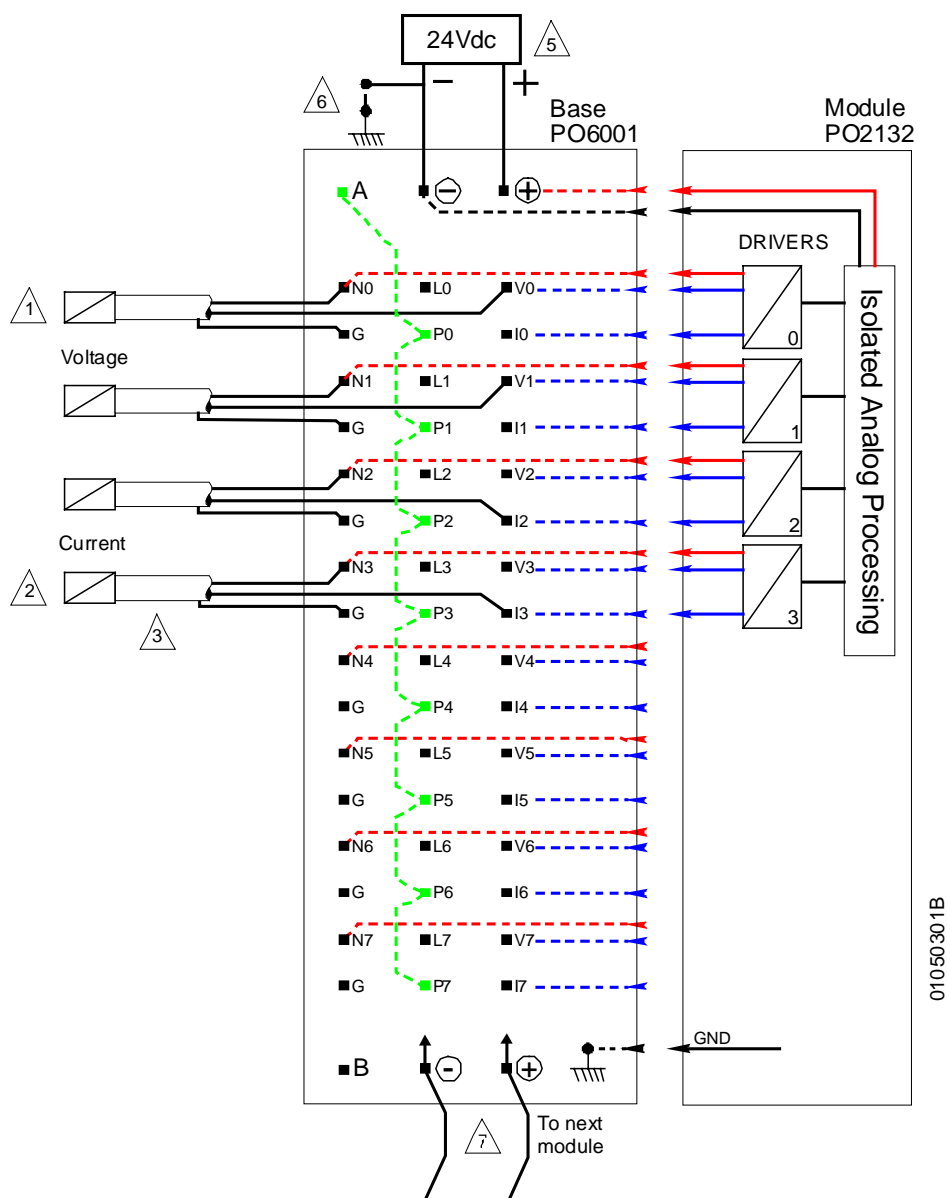 24Vdc
5
−
+
6
Base
PO6001
Module
PO2132
A
−
+
DRIVERS
1
N0 L0 V0
0
G P0 I0
Voltage
N1 L1 V1
1
G P1 I1
N2 L2 V2
2
G P2 I2
Current
N3 L3 V3
2
3
G P3 I3
3
Isolated Analog Processing
N4 L4 V4
G P4 I4
N5 L5 V5
G P5 I5
N6 L6 V6
G P6 I6
N7 L7 V7
G P7 I7
01050301B
GND
B
-
+
7
To next
module